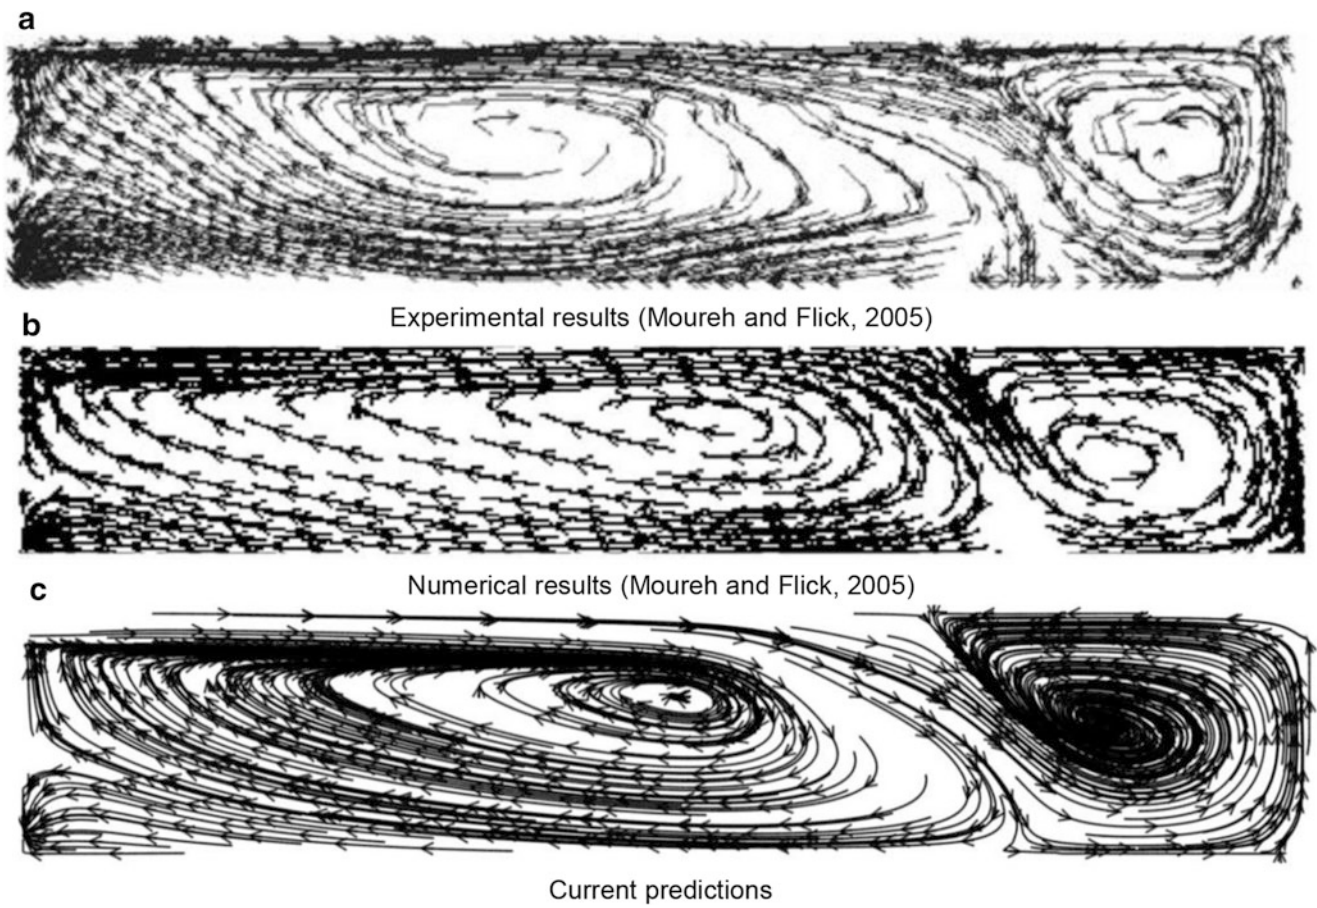 a
Experimental results (Moureh and Flick, 2005)
b
Numerical results (Moureh and Flick, 2005)
c
Current predictions